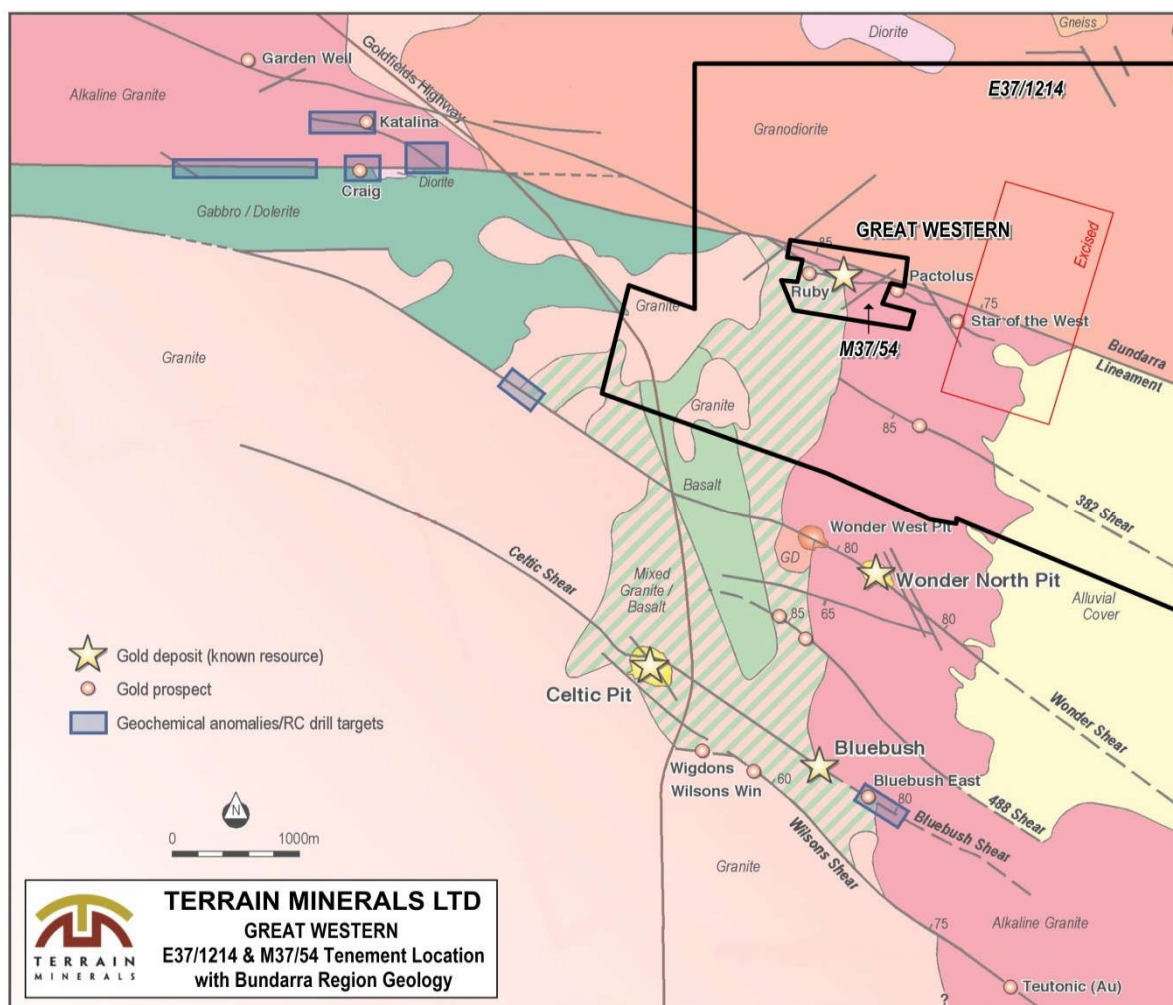 Gneiss
Diorite
Garden Well
Goldfields Highway
E37/1214
Alkaline Granite
Katalina
Granodiorite
Craig
Diorite
Gabbro / Dolerite
Excised
85
GREAT WESTERN
Ruby
Pactolus
75
Star of the West
Granite
M37/54
Bundarra
Lineament
Granite
Granite
85
Basalt
382 Shear
Wonder West Pit
80
GD
Wonder North Pit
Celtic Shear
Mixed
Granite /
Basalt
Alluvial
Cover
85
65
80
Gold deposit (known resource)
Gold prospect
Geochemical anomalies/RC drill targets
Celtic Pit
Wonder Shear
Bluebush
Wigdons
Wilsons Win
60
Bluebush East
80
488 Shear
Bluebush Shear
N
0
1000m
Wilsons Shear
Granite
75
Alkaline Granite
Teutonic (Au)
?
TERRAIN
MINERALS
TERRAIN MINERALS LTD
GREAT WESTERN
E37/1214 & M37/54 Tenement Location
with Bundarra Region Geology